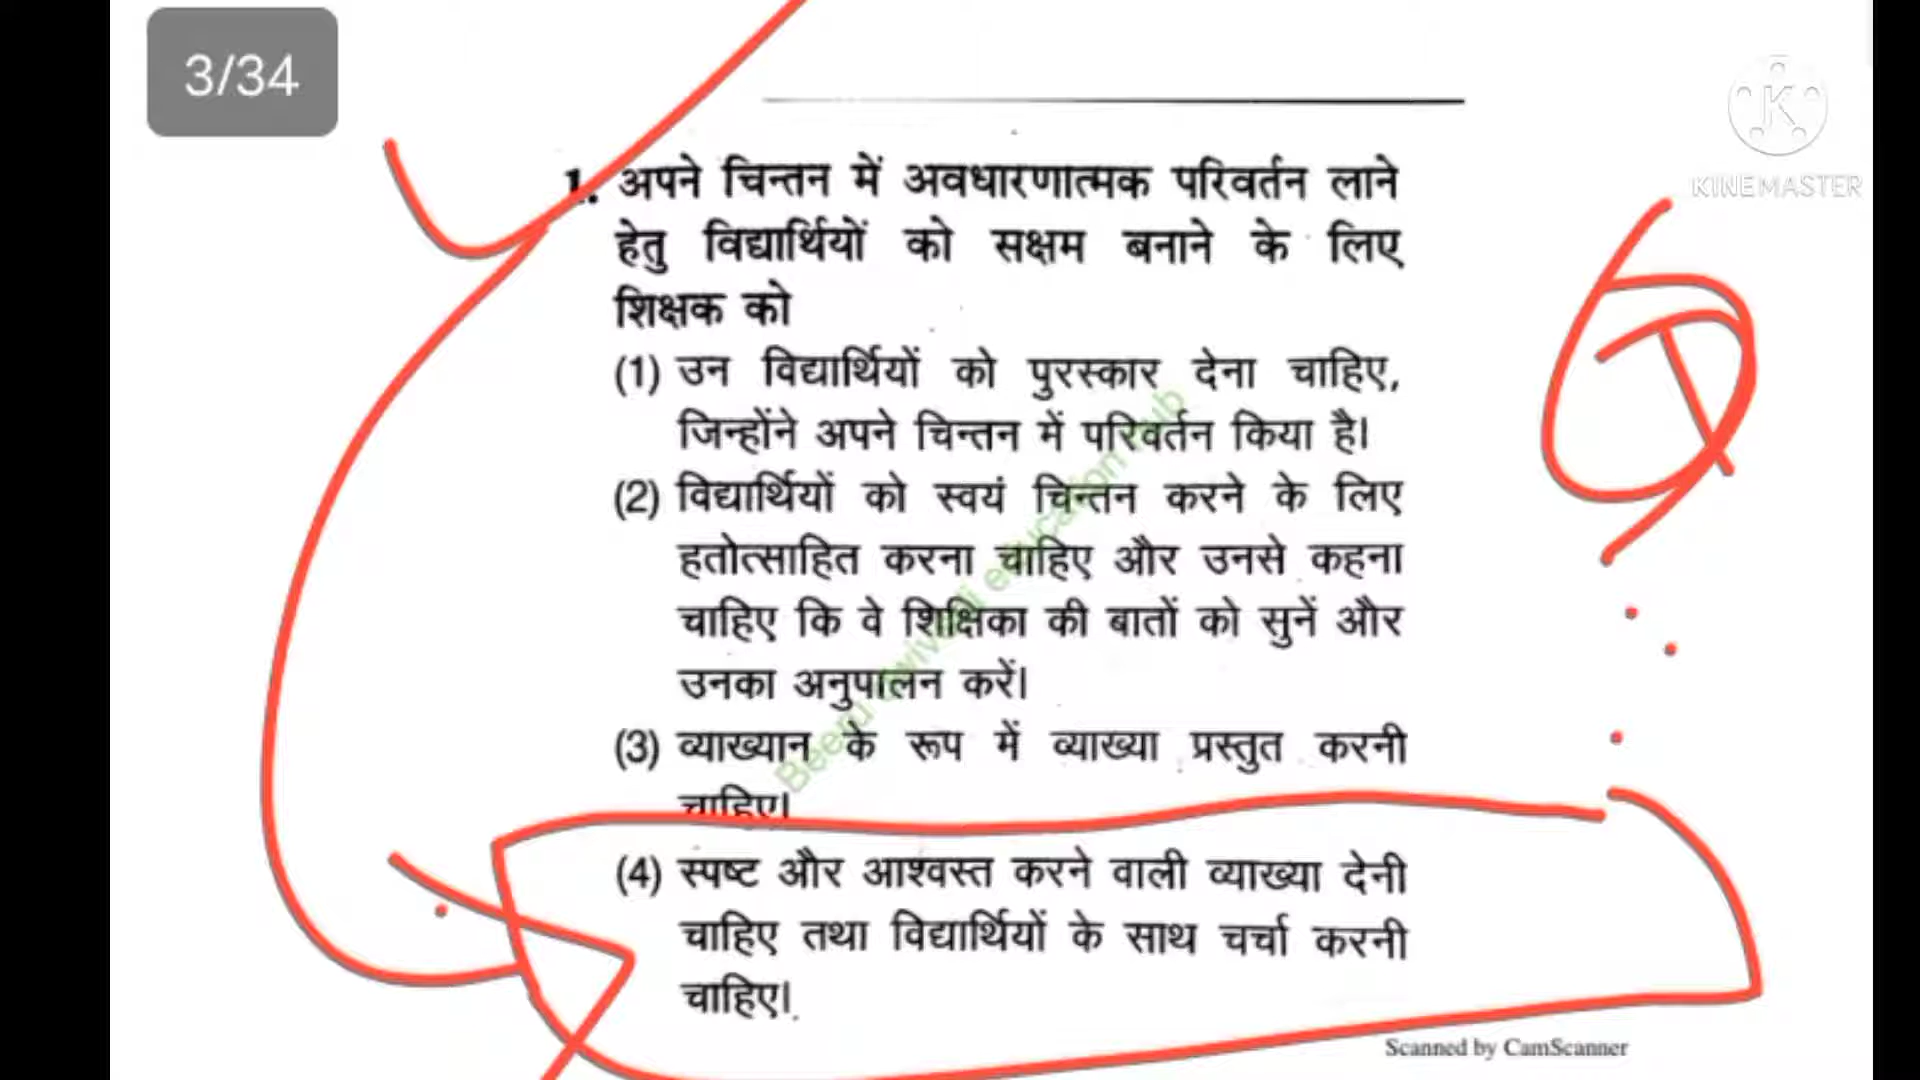 3/34
KINEMASTER
1. अपने चिन्तन में अवधारणात्मक परिवर्तन लाने
हेतु विद्यार्थियों को सक्षम बनाने के लिए
शिक्षक को
(1) उन विद्यार्थियों को पुरस्कार देना चाहिए,
जिन्होंने अपने चिन्तन में परिवर्तन किया है।
(2) विद्यार्थियों को स्वयं चिन्तन करने के लिए
हतोत्साहित करना चाहिए और उनसे कहना
चाहिए कि वे शिक्षिका की बातों को सुनें और
उनका अनुपालन करें।
(3) व्याख्यान के रूप में व्याख्या प्रस्तुत करनी
चाहिए।
(4) स्पष्ट और आश्वस्त करने वाली व्याख्या देनी
चाहिए तथा विद्यार्थियों के साथ चर्चा करनी
चाहिए।
education hub
Scanned by CamScanner